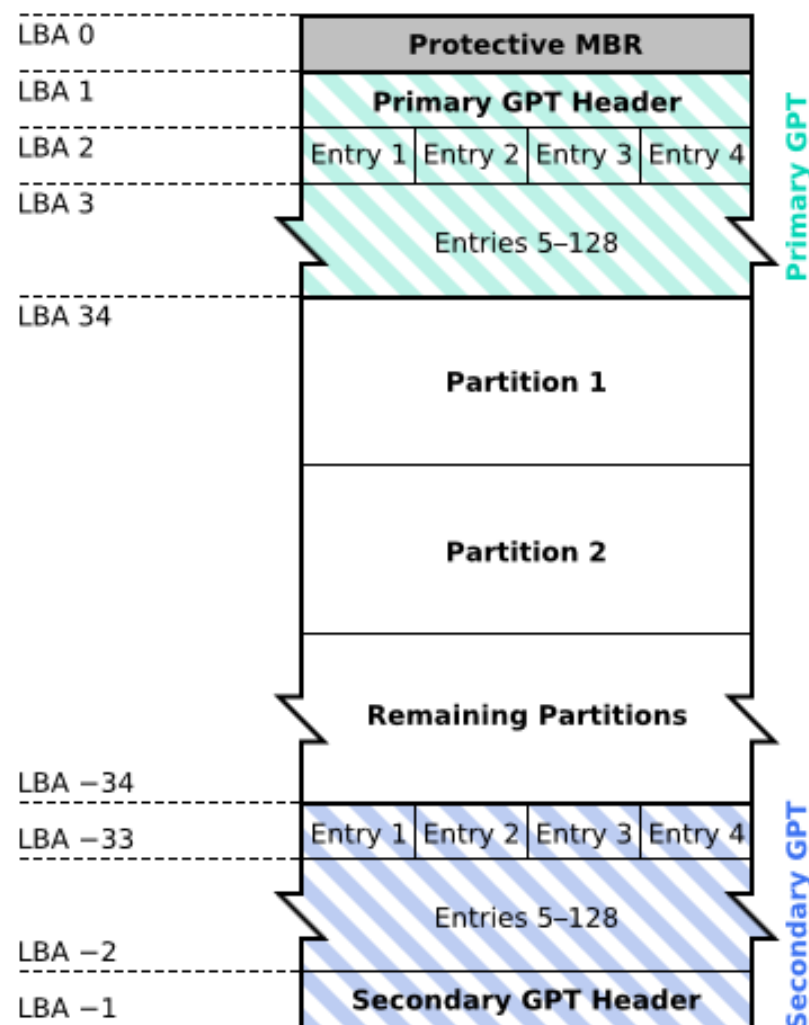 LBA 0
Protective MBR
LBA 1
Primary GPT Header
LBA 2
Entry 1 Entry 2 Entry 3 Entry 4
LBA 3
Entries 5–128
Primary GPT
LBA 34
Partition 1
Partition 2
Remaining Partitions
LBA −34
LBA −33
Entry 1 Entry 2 Entry 3 Entry 4
Entries 5–128
LBA −2
LBA −1
Secondary GPT Header
Secondary GPT